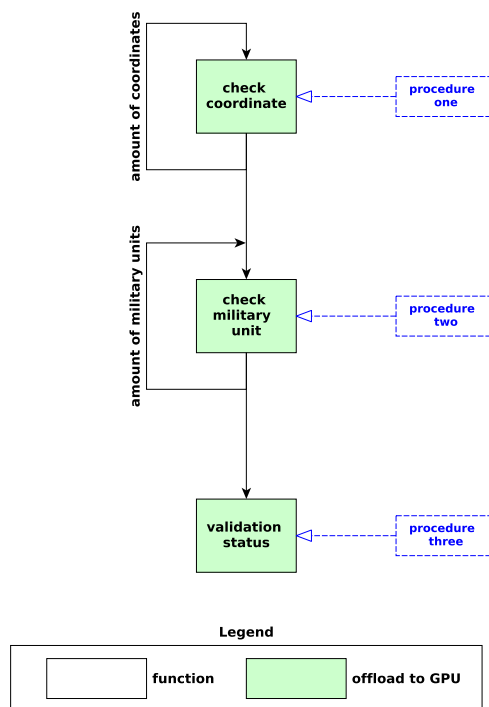 amount of coordinates
check
coordinate
procedure
one
amount of military units
check
military
unit
procedure
two
validation
status
procedure
three
Legend
function
offload to GPU